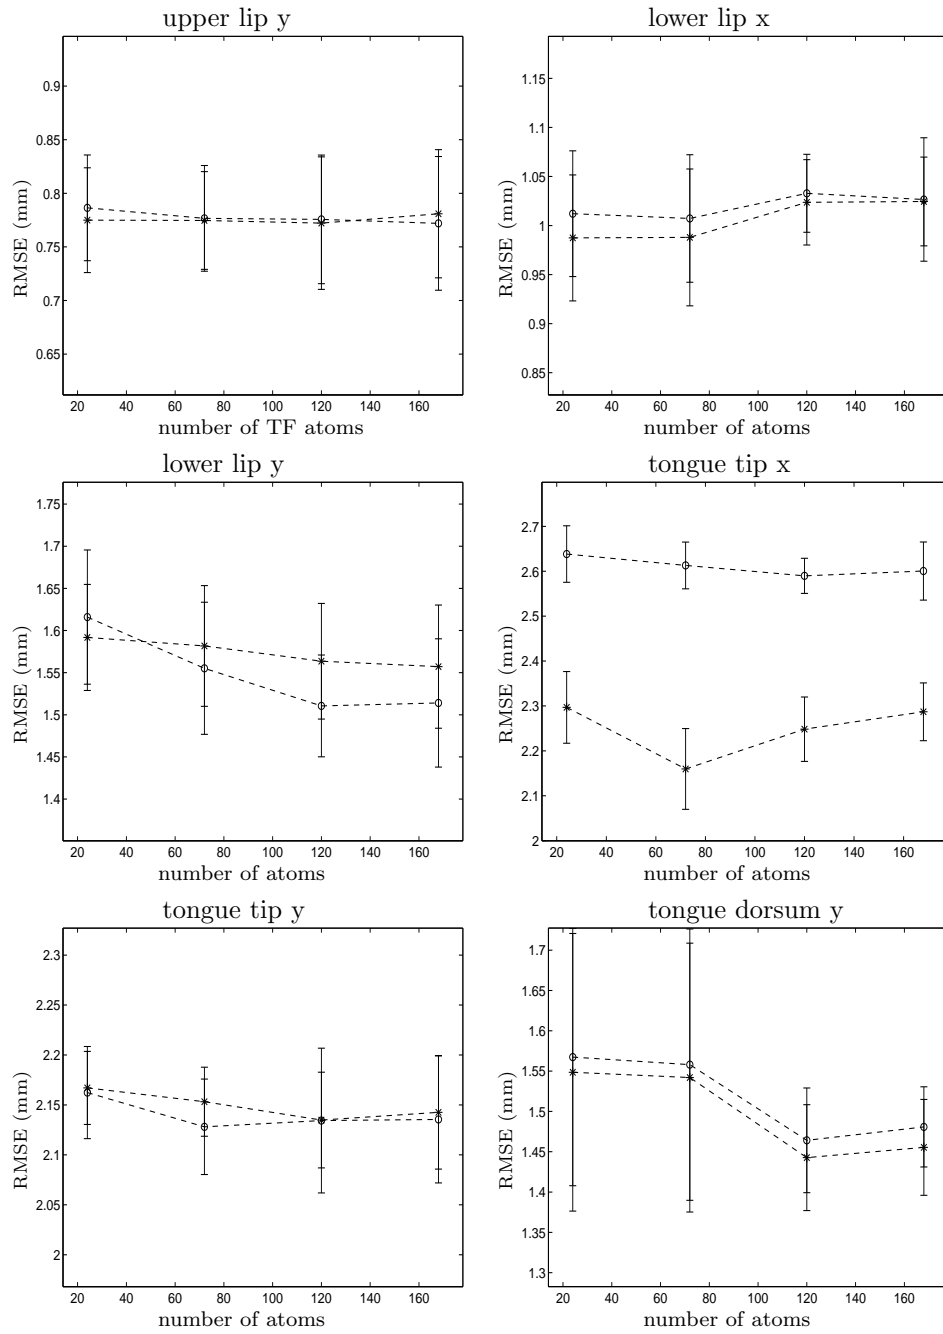 upper lip y
RMSE (mm)
0.9
0.85
0.8
0.75
0.7
0.65
20 40 60 80 100 120 140 160
number of TF atoms
lower lip x
RMSE (mm)
1.15
1.1
1.05
1
0.95
0.9
0.85
20 40 60 80 100 120 140 160
number of atoms
lower lip y
RMSE (mm)
1.75
1.7
1.65
1.6
1.55
1.5
1.45
1.4
20 40 60 80 100 120 140 160
number of atoms
tongue tip x
RMSE (mm)
2.7
2.6
2.5
2.4
2.3
2.2
2.1
2
20 40 60 80 100 120 140 160
number of atoms
tongue tip y
RMSE (mm)
2.3
2.25
2.2
2.15
2.1
2.05
2
20 40 60 80 100 120 140 160
number of atoms
tongue dorsum y
RMSE (mm)
1.7
1.65
1.6
1.55
1.5
1.45
1.4
1.35
1.3
20 40 60 80 100 120 140 160
number of atoms